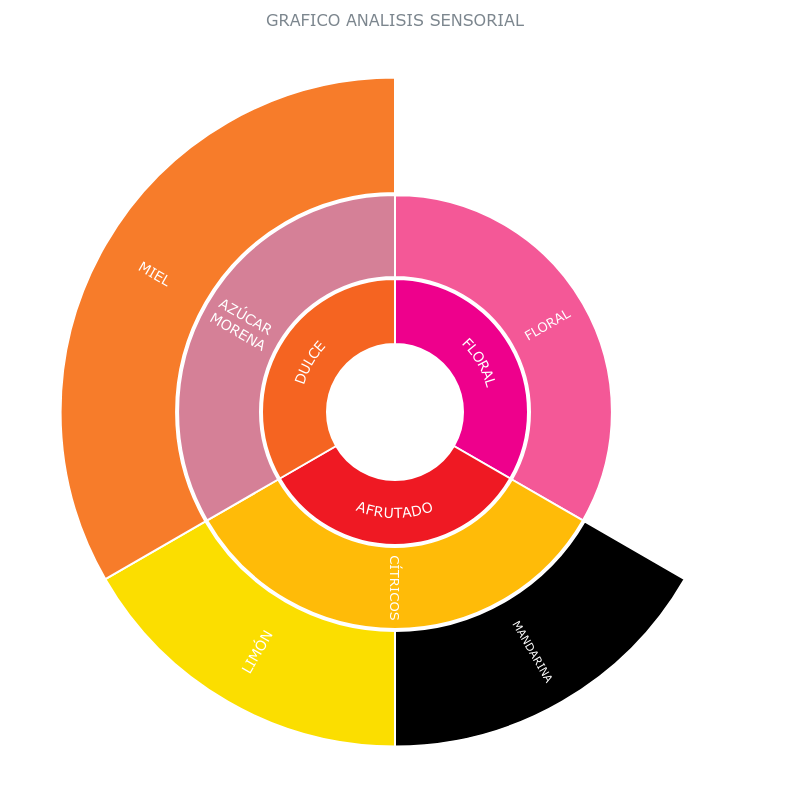 GRAFICO ANALISIS SENSORIAL
MIEL
AZÚCAR
MORENA
DULCE
FLORAL
FLORAL
AFRUTADO
CÍTRICOS
LIMÓN
MANDARINA